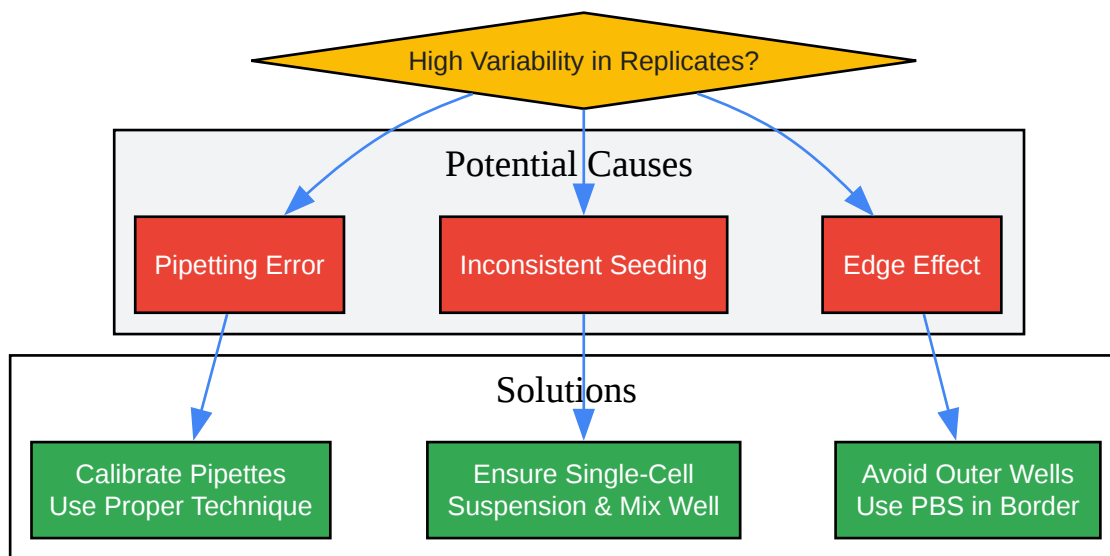 High Variability in Replicates?
Potential Causes
Pipetting Error
Inconsistent Seeding
Edge Effect
Solutions
Calibrate Pipettes
Use Proper Technique
Ensure Single-Cell
Suspension & Mix Well
Avoid Outer Wells
Use PBS in Border